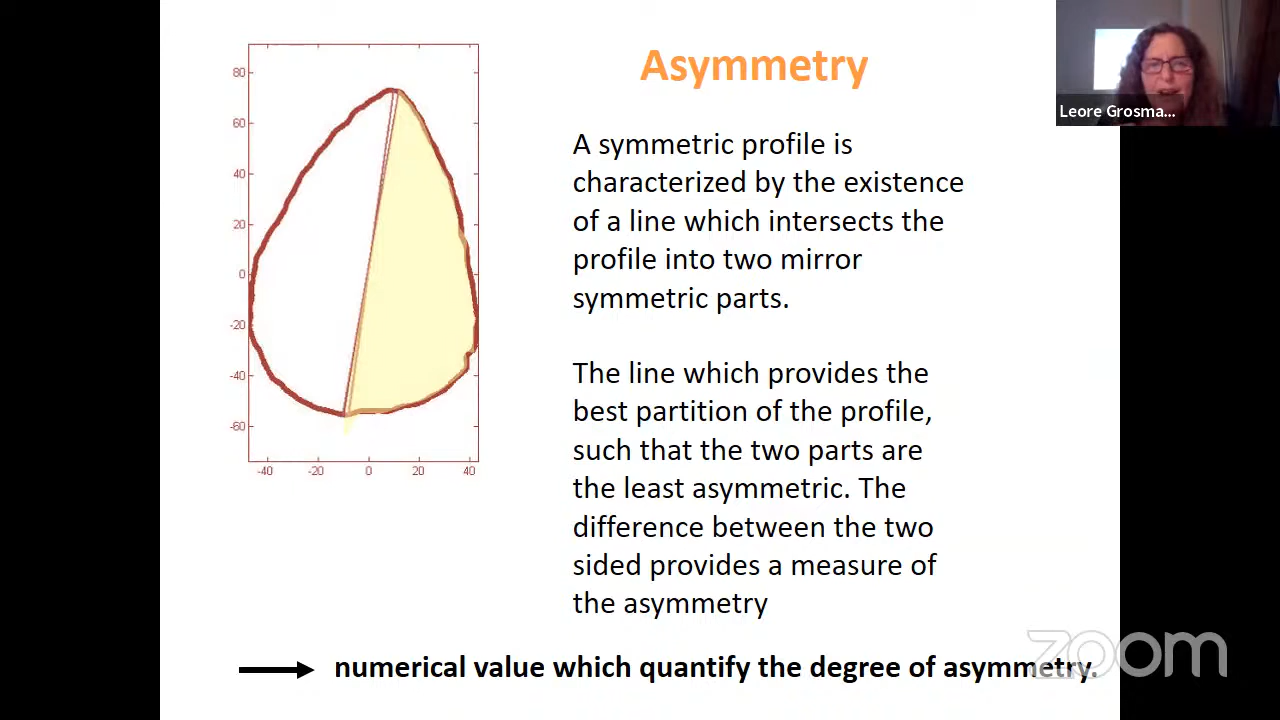 Asymmetry
Leore Grosma...
A symmetric profile is
characterized by the existence
of a line which intersects the
profile into two mirror
symmetric parts.
The line which provides the
best partition of the profile,
such that the two parts are
the least asymmetric. The
difference between the two
sided provides a measure of
the asymmetry
80
60
40
20
0
-20
-40
-60
-40 -20 0 20 40
numerical value which quantify the degree of asymmetry.
zoom